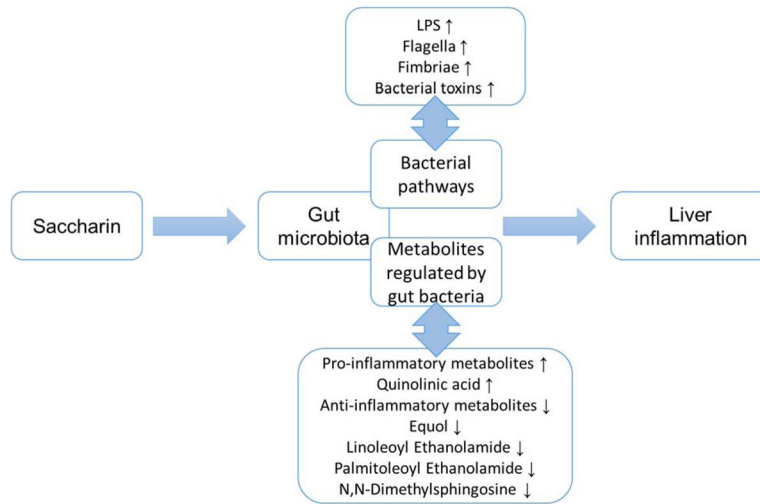 LPS ↑
Flagella ↑
Fimbriae ↑
Bacterial toxins ↑
Bacterial
pathways
Saccharin
Gut
microbiota
Liver
inflammation
Metabolites
regulated by
gut bacteria
Pro-inflammatory metabolites ↑
Quinolinic acid ↑
Anti-inflammatory metabolites ↓
Equol ↓
Linoleoyl Ethanolamide ↓
Palmitoleoyl Ethanolamide ↓
N,N-Dimethylsphingosine ↓